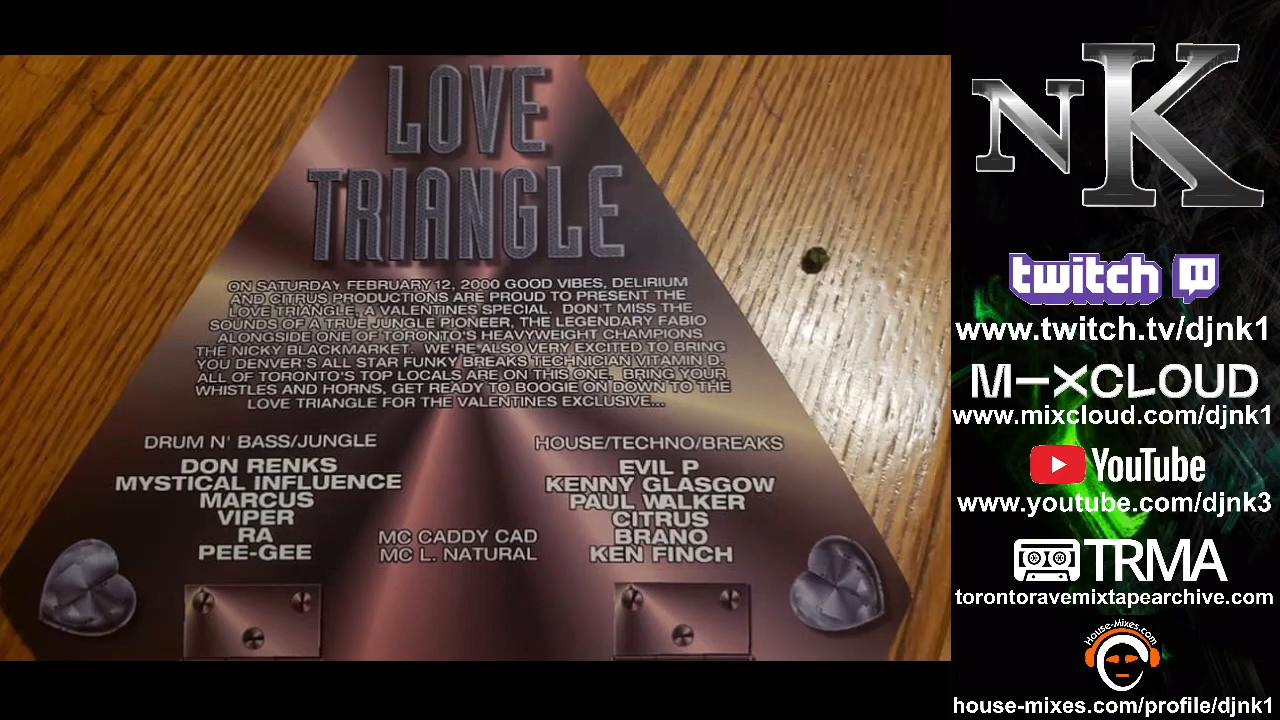 LOVE
TRIANGLE
ON SATURDAY FEBRUARY 12, 2000 GOOD VIBES, DELIRIUM
AND CITRUS PRODUCTIONS ARE PROUD TO PRESENT THE
LOVE TRIANGLE, A VALENTINES SPECIAL. DON'T MISS THE
SOUNDS OF A TRUE JUNGLE PIONEER, THE LEGENDARY FABIO
ALONGSIDE ONE OF TORONTO'S HEAVYWEIGHT CHAMPIONS
THE NICKY BLACKMARKET. WE'RE ALSO VERY EXCITED TO BRING
YOU DENVER'S ALL STAR FUNKY BREAKS TECHNICIAN VITAMIN D.
ALL OF TORONTO'S TOP LOCALS ARE ON THIS ONE. BRING YOUR
WHISTLES AND HORNS, GET READY TO BOOGIE ON DOWN TO THE
LOVE TRIANGLE FOR THE VALENTINES EXCLUSIVE...
DRUM N' BASS/JUNGLE
DON RENKS
MYSTICAL INFLUENCE
MARCUS
VIPER
RA
PEE-GEE
MC CADDY CAD
MC L. NATURAL
HOUSE/TECHNO/BREAKS
EVIL P
KENNY GLASGOW
PAUL WALKER
CITRUS
BRANO
KEN FINCH
NK
twitch
www.twitch.tv/djnk1
M-XCLOUD
www.mixcloud.com/djnk1
YouTube
www.youtube.com/djnk3
TRMA
torontoravemixtapearchive.com
House-Mixes.com
house-mixes.com/profile/djnk1